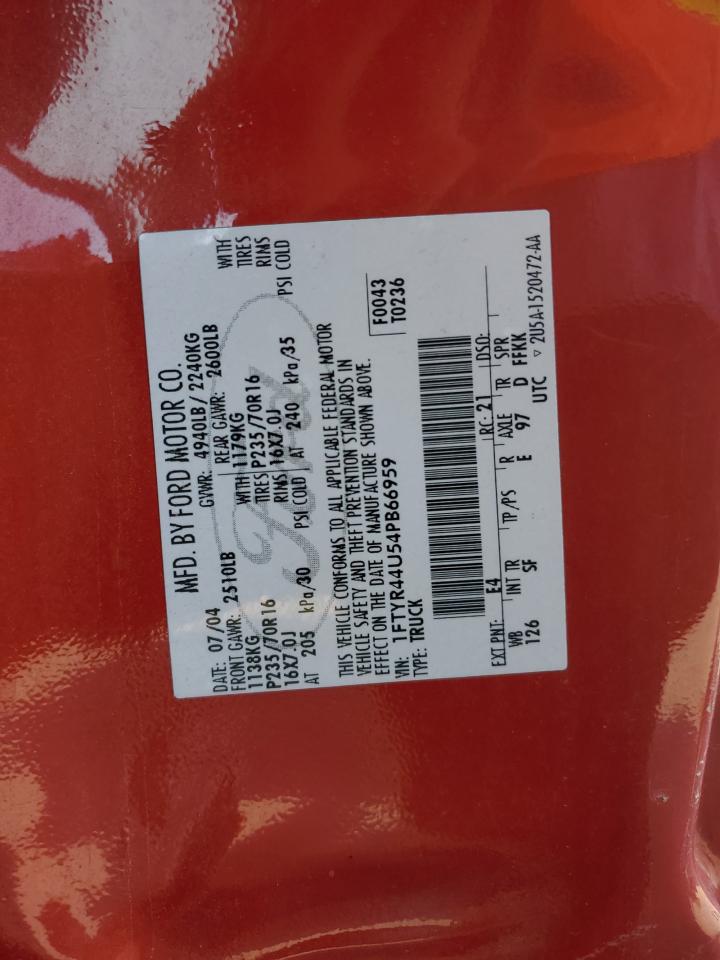 MFD. BY FORD MOTOR CO.
DATE: 07/04 GVWR: 4940LB/ 2240KG
FRONT GAWR: 2510LB REAR GAWR: 2600LB
1138KG WITH 1179KG WITH
P235/70R16 TIRES P235/70R16 TIRES
16X7.0J RIMS 16X7.0J RIMS
AT 205 kPa/30 PSI COLD AT 240 kPa/35 PSI COLD
Ford
THIS VEHICLE CONFORMS TO ALL APPLICABLE FEDERAL MOTOR
VEHICLE SAFETY AND THEFT PREVENTION STANDARDS IN
EFFECT ON THE DATE OF MANUFACTURE SHOWN ABOVE.
VIN: 1FTYR44U54PB66959 F0043
TYPE: TRUCK T0236
EXT PNT: E4 RC: 21 DSO:
WB INT TR TP/PS R AXLE TR SPR
126 SF E 97 D FFKK
UTC ▽ 2U5A-1520472-AA